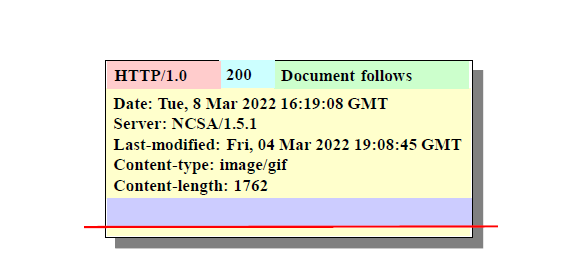 HTTP/1.0 200 Document follows
Date: Tue, 8 Mar 2022 16:19:08 GMT
Server: NCSA/1.5.1
Last-modified: Fri, 04 Mar 2022 19:08:45 GMT
Content-type: image/gif
Content-length: 1762